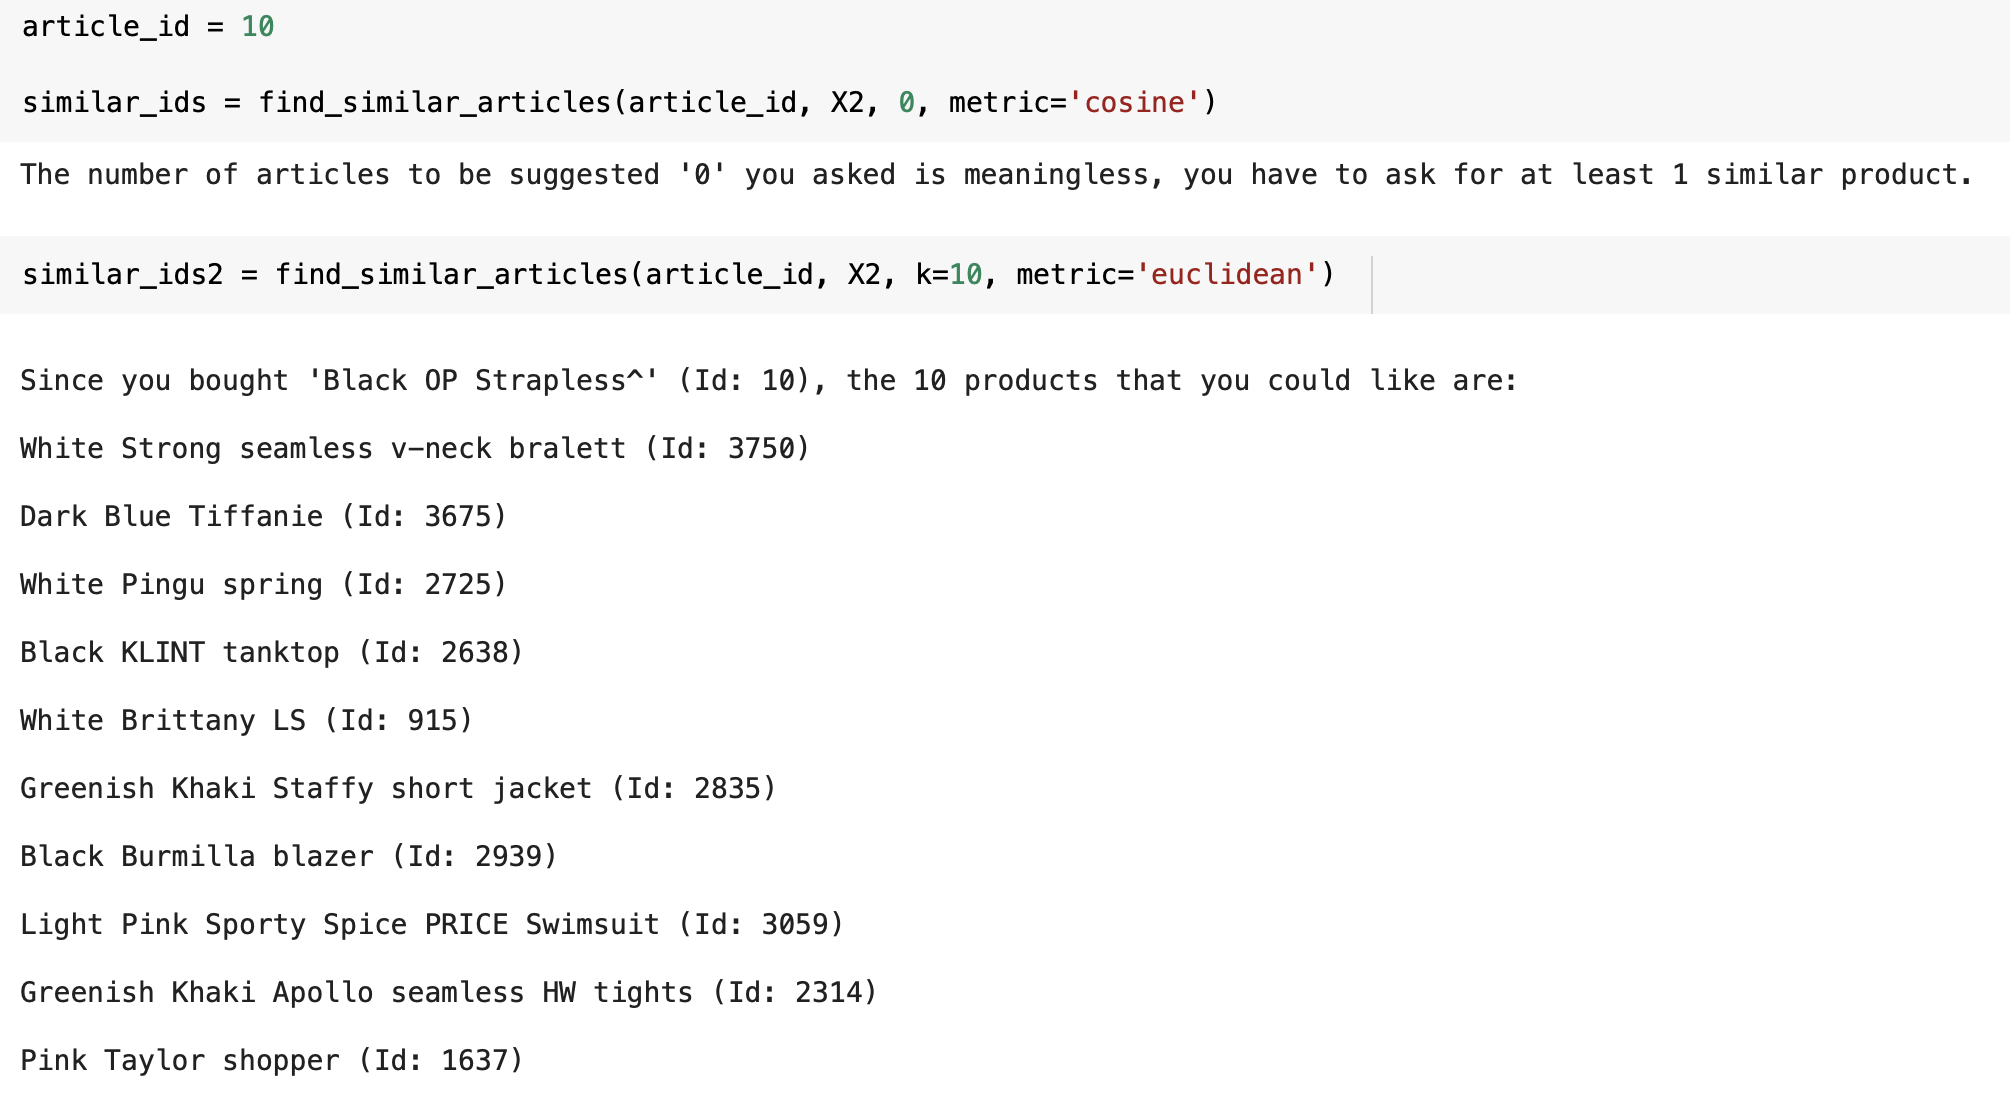 article_id = 10
similar_ids = find_similar_articles(article_id, X2, 0, metric='cosine')
The number of articles to be suggested '0' you asked is meaningless, you have to ask for at least 1 similar product.
similar_ids2 = find_similar_articles(article_id, X2, k=10, metric='euclidean')
Since you bought 'Black OP Strapless^' (Id: 10), the 10 products that you could like are:
White Strong seamless v-neck bralett (Id: 3750)
Dark Blue Tiffanie (Id: 3675)
White Pingu spring (Id: 2725)
Black KLINT tanktop (Id: 2638)
White Brittany LS (Id: 915)
Greenish Khaki Staffy short jacket (Id: 2835)
Black Burmilla blazer (Id: 2939)
Light Pink Sporty Spice PRICE Swimsuit (Id: 3059)
Greenish Khaki Apollo seamless HW tights (Id: 2314)
Pink Taylor shopper (Id: 1637)